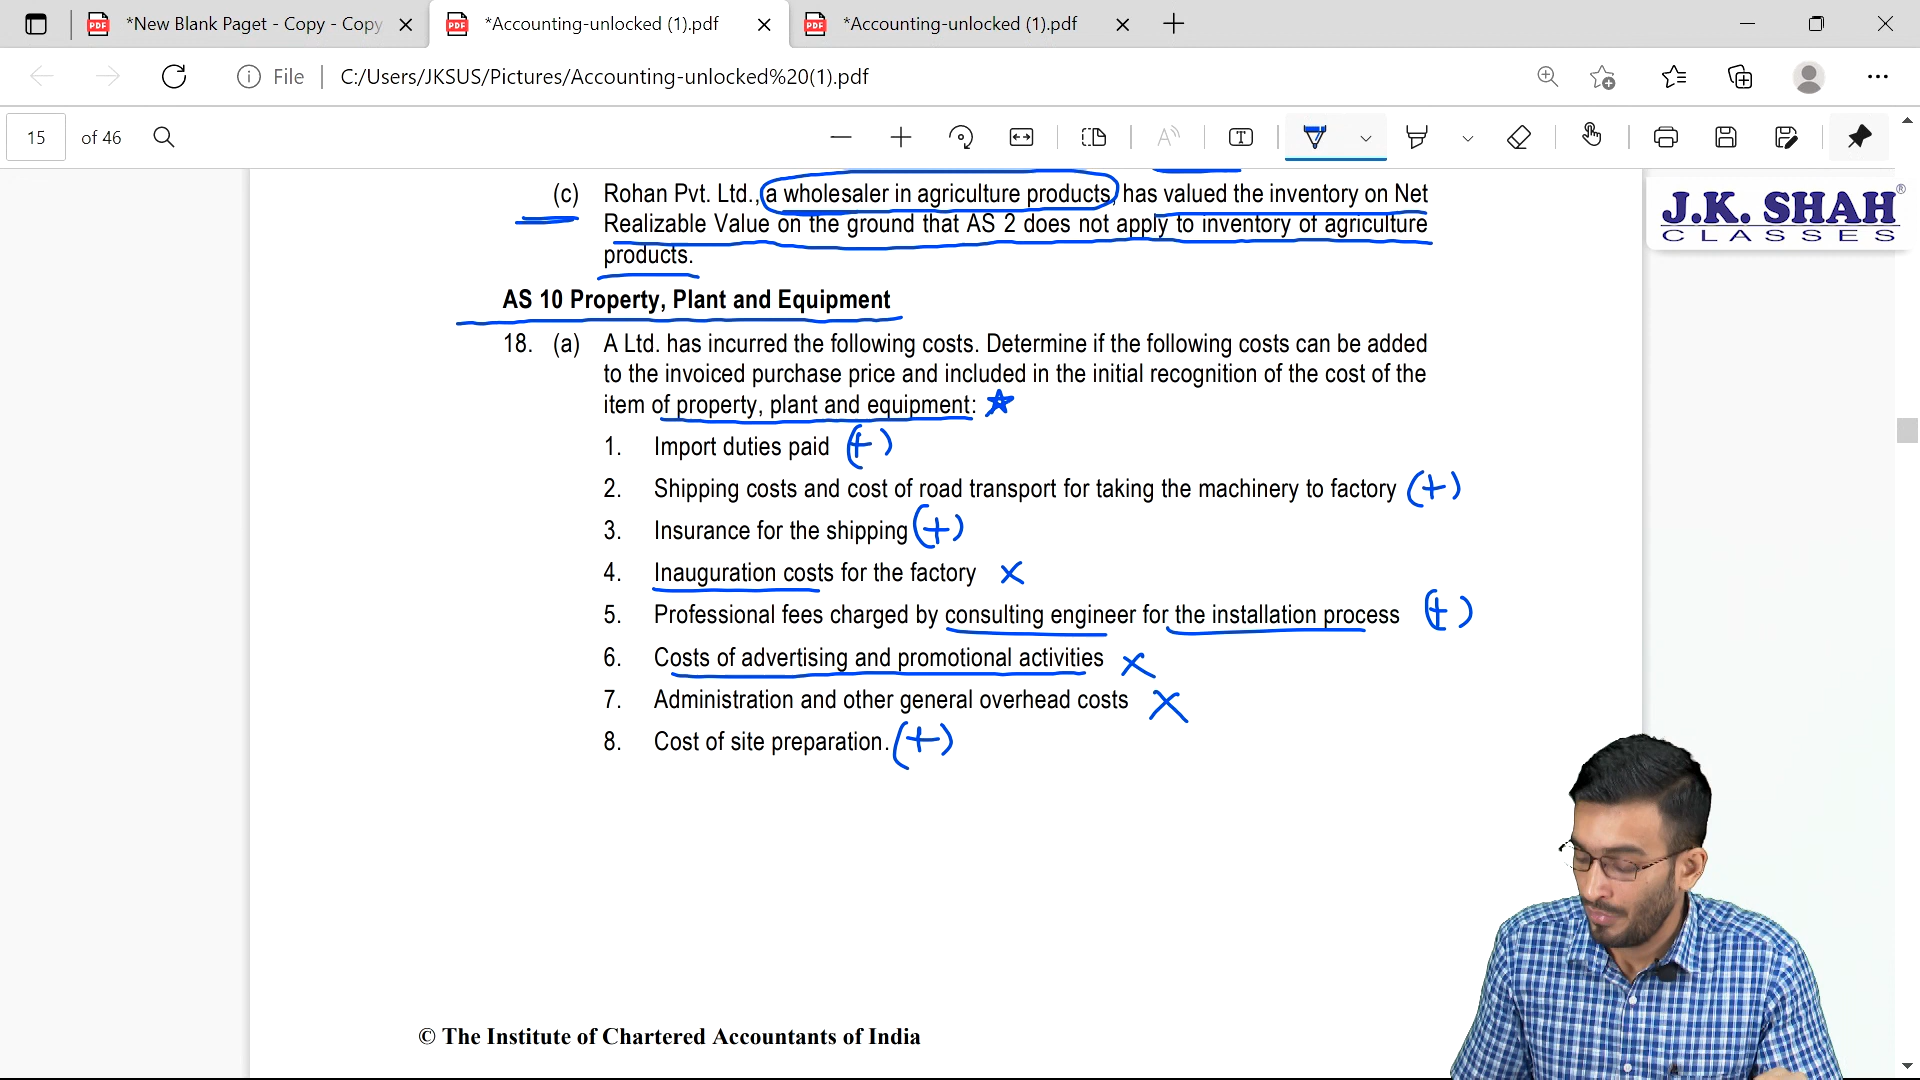 *New Blank Paget - Copy - Copy
*Accounting-unlocked (1).pdf
*Accounting-unlocked (1).pdf
File
C:/Users/JKSUS/Pictures/Accounting-unlocked%20(1).pdf
15 of 46
J.K. SHAH®
CLASSES
(c) Rohan Pvt. Ltd., a wholesaler in agriculture products, has valued the inventory on Net
Realizable Value on the ground that AS 2 does not apply to inventory of agriculture
products.
AS 10 Property, Plant and Equipment
18. (a) A Ltd. has incurred the following costs. Determine if the following costs can be added
to the invoiced purchase price and included in the initial recognition of the cost of the
item of property, plant and equipment:
1. Import duties paid (+)
2. Shipping costs and cost of road transport for taking the machinery to factory (+)
3. Insurance for the shipping (+)
4. Inauguration costs for the factory ×
5. Professional fees charged by consulting engineer for the installation process (+)
6. Costs of advertising and promotional activities ×
7. Administration and other general overhead costs ×
8. Cost of site preparation. (+)
© The Institute of Chartered Accountants of India